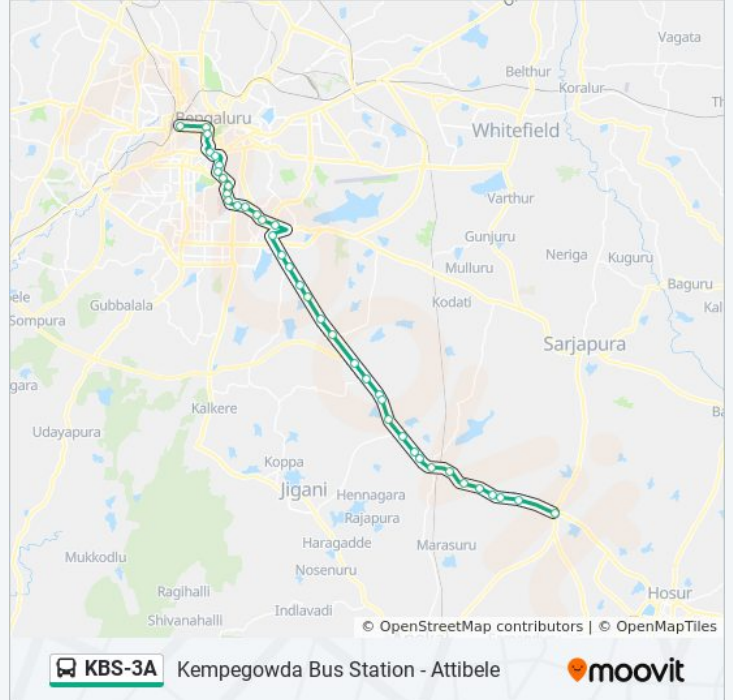 Vagata
Belthur
Koralur
Bengaluru
Whitefield
Varthur
Gunjuru
Neriga
Kuguru
Mulluru
Baguru
Kodati
Gubbalala
Sompura
Sarjapura
Kalkere
Udayapura
Koppa
Jigani
Hennagara
Rajapura
Haragadde
Marasuru
Nosenuru
Mukkodlu
Ragihalli
Indlavadi
Shivanahalli
Hosur
© OpenStreetMap contributors | © OpenMapTiles
KBS-3A Kempegowda Bus Station - Attibele moovit